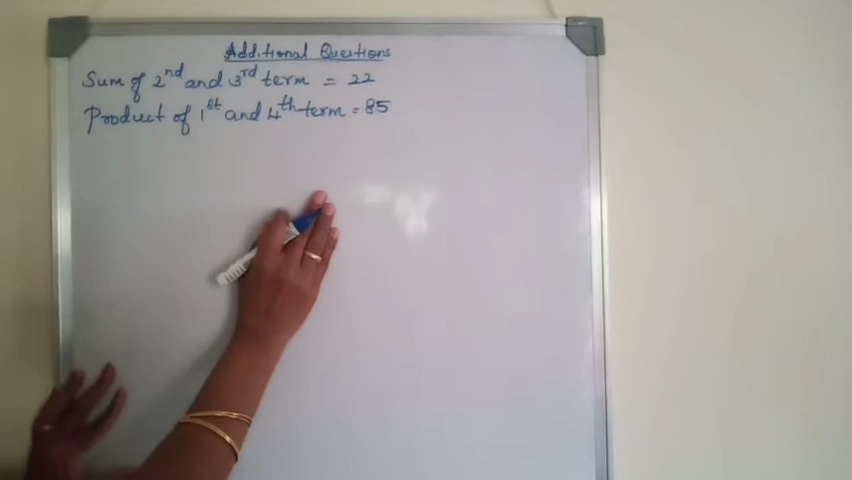 Additional Questions
Sum of 2nd and 3rd term = 22
Product of 1st and 4th term = 85